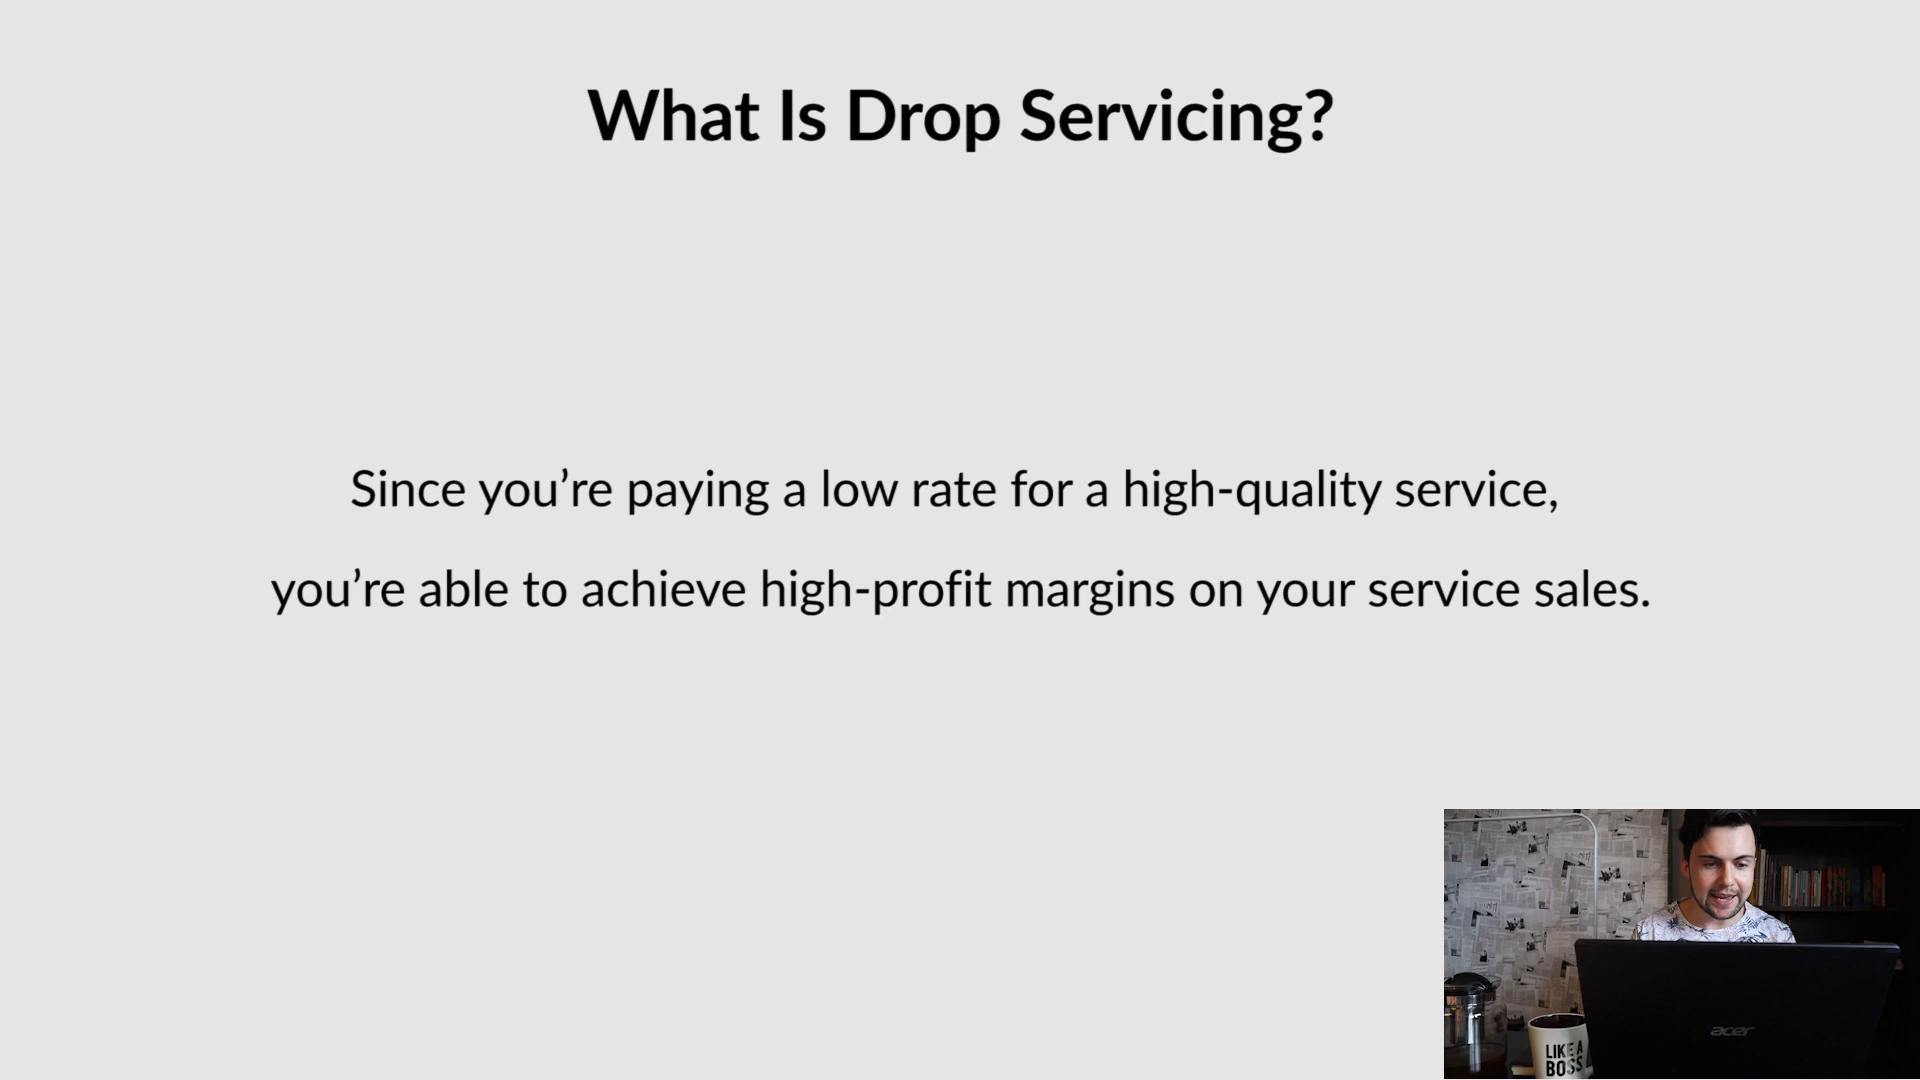 What Is Drop Servicing?
Since you’re paying a low rate for a high-quality service,
you’re able to achieve high-profit margins on your service sales.
acer
LIKE A
BOSS